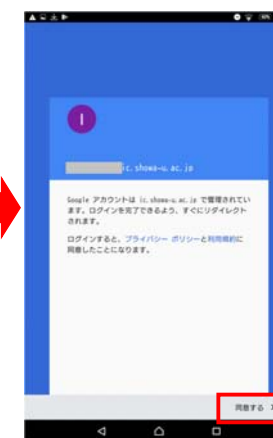 I
ic.showa-u.ac.jp
Google アカウントは ic.showa-u.ac.jp で管理されてい
ます。ログインを完了できるよう、すぐにリダイレクト
されます。
ログインすると、プライバシー ポリシーと利用規約に
同意したことになります。
同意する